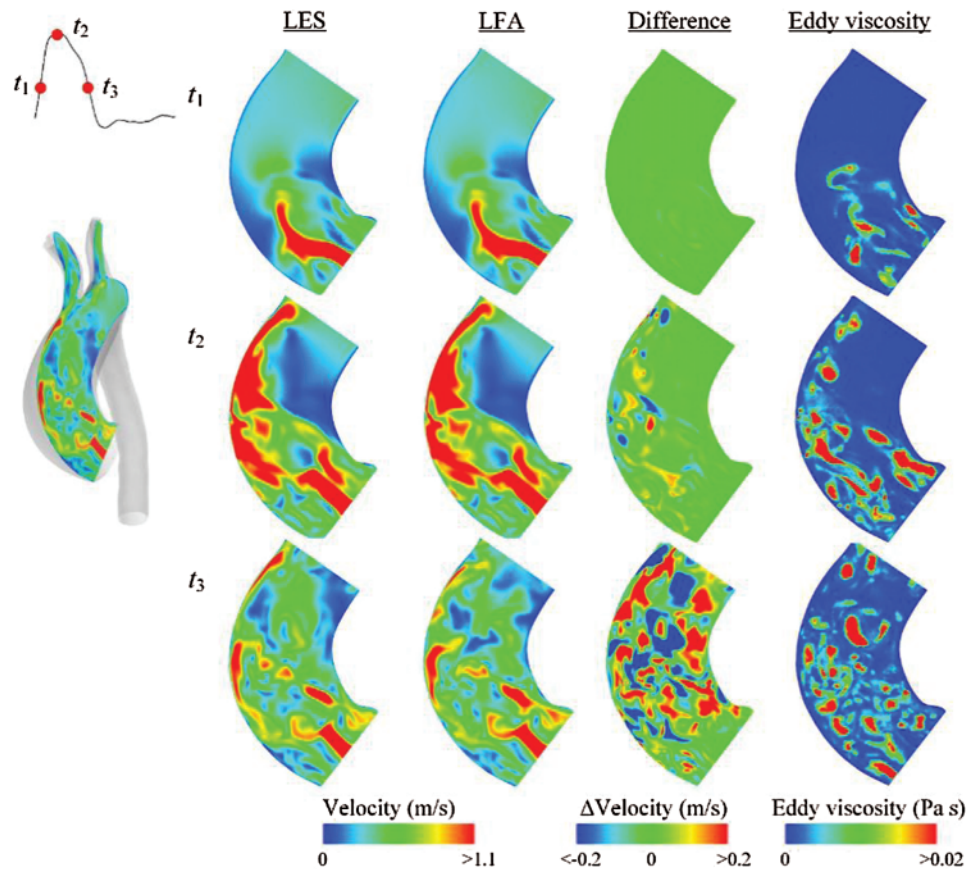 LES LFA Difference Eddy viscosity
t2
t1 t3
t1
t2
t3
Velocity (m/s) ΔVelocity (m/s) Eddy viscosity (Pa s)
0 >1.1 <-0.2 0 >0.2 0 >0.02